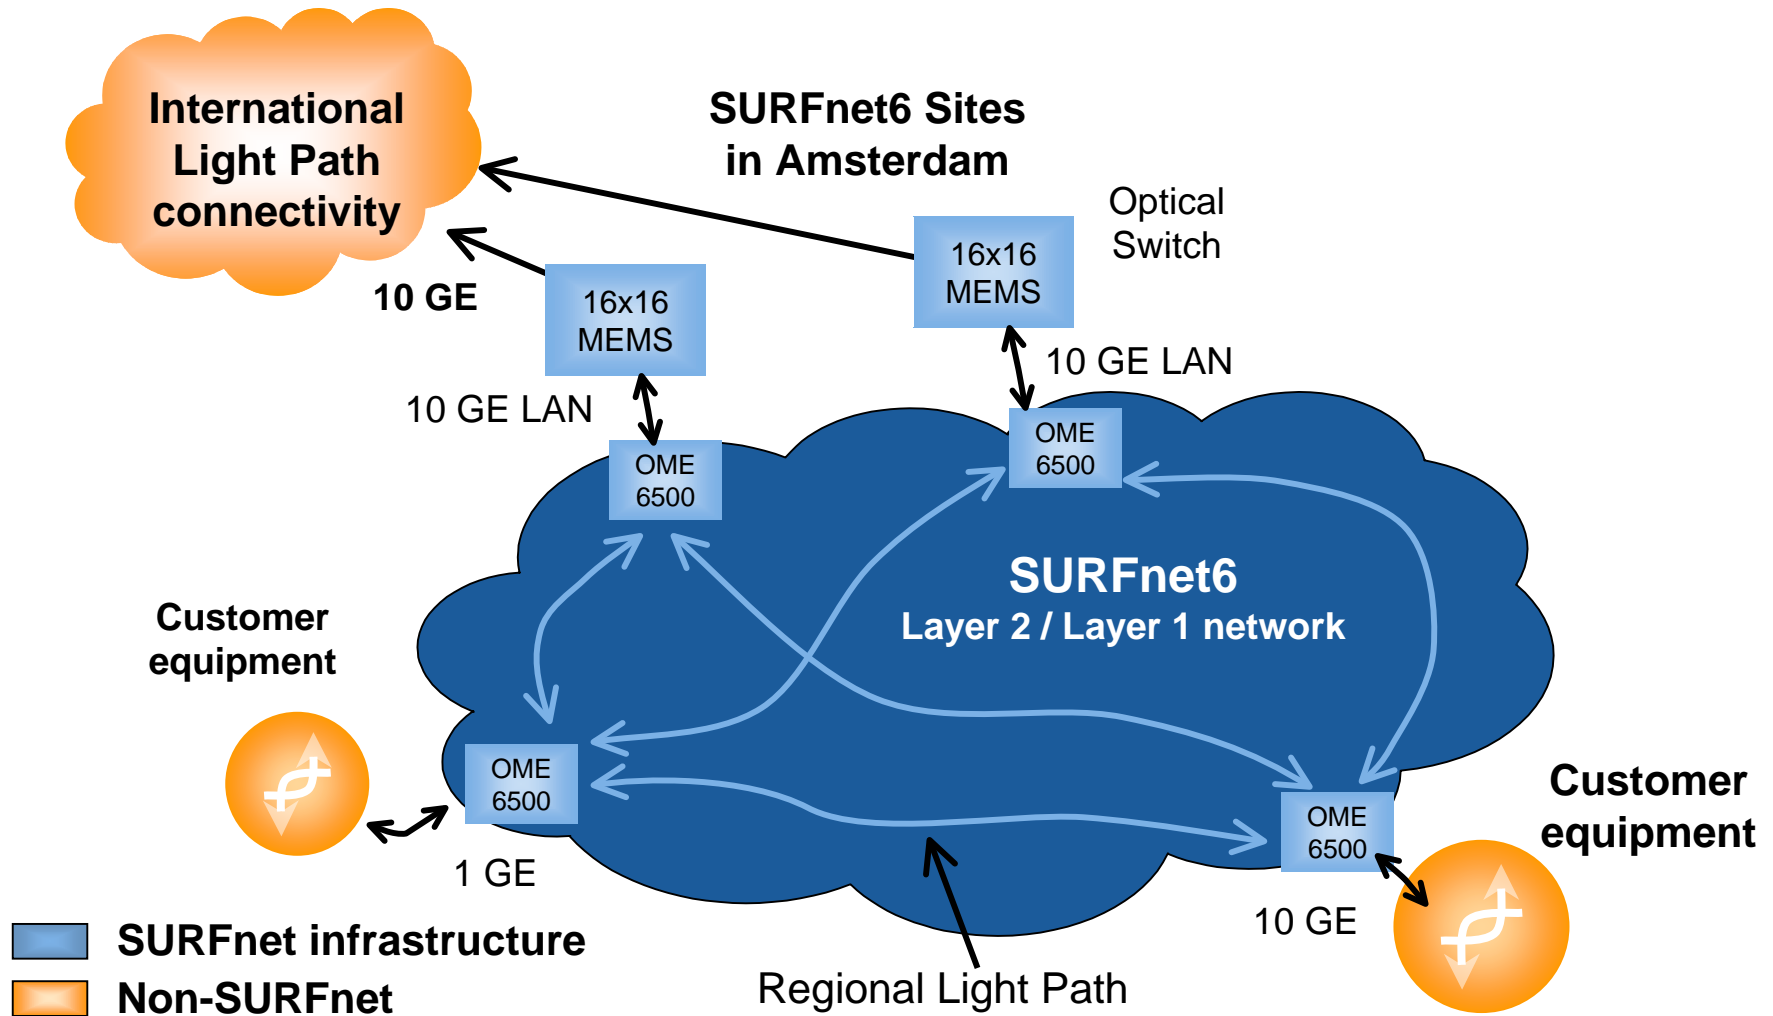 International
Light Path
connectivity
SURFnet6 Sites
in Amsterdam
Optical
Switch
16x16
MEMS
10 GE
16x16
MEMS
10 GE LAN
10 GE LAN
OME
6500
OME
6500
SURFnet6
Layer 2 / Layer 1 network
Customer
equipment
OME
6500
1 GE
Customer
equipment
OME
6500
10 GE
SURFnet infrastructure
Non-SURFnet
Regional Light Path